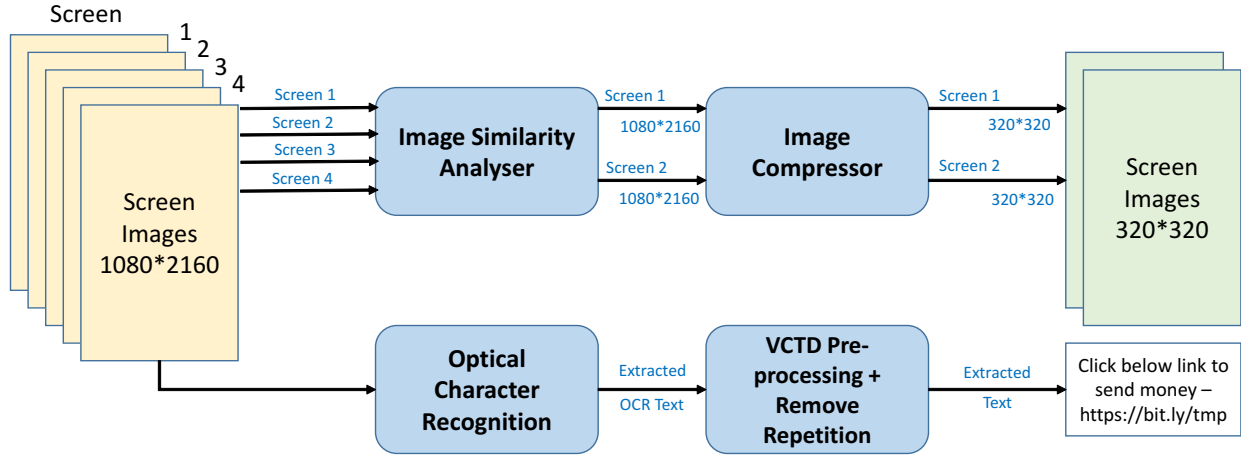 Screen
1
2
3
4
Screen
Images
1080*2160
Screen 1
Screen 2
Screen 3
Screen 4
Image Similarity
Analyser
Screen 1
1080*2160
Screen 2
1080*2160
Image
Compressor
Screen 1
320*320
Screen 2
320*320
Screen
Images
320*320
Optical
Character
Recognition
Extracted
OCR Text
VCTD Pre-
processing +
Remove
Repetition
Extracted
Text
Click below link to
send money –
https://bit.ly/tmp